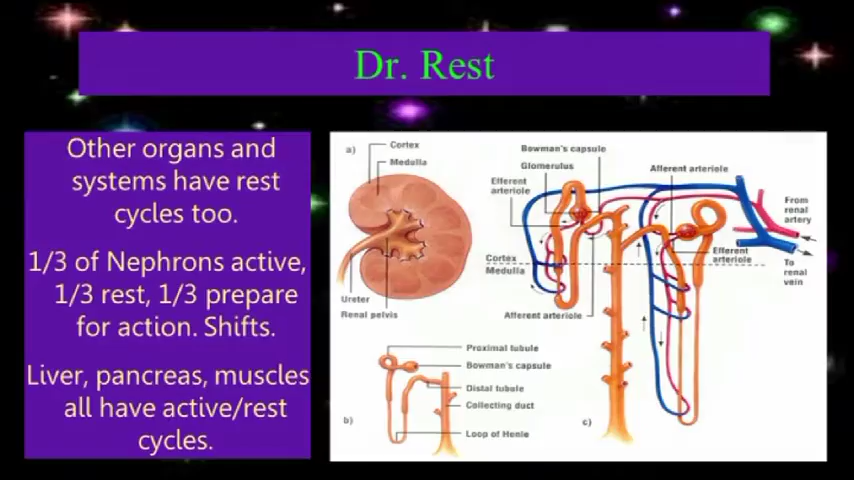 Dr. Rest
Other organs and
systems have rest
cycles too.
1/3 of Nephrons active,
1/3 rest, 1/3 prepare
for action. Shifts.
Liver, pancreas, muscles
all have active/rest
cycles.
a)
Cortex
Medulla
Ureter
Renal pelvis
Proximal tubule
Bowman's capsule
Distal tubule
Collecting duct
Loop of Henle
b)
Bowman's capsule
Glomerulus
Efferent
arteriole
Afferent arteriole
From
renal
artery
Efferent
arteriole
To
renal
vein
Cortex
Medulla
Afferent arteriole
c)